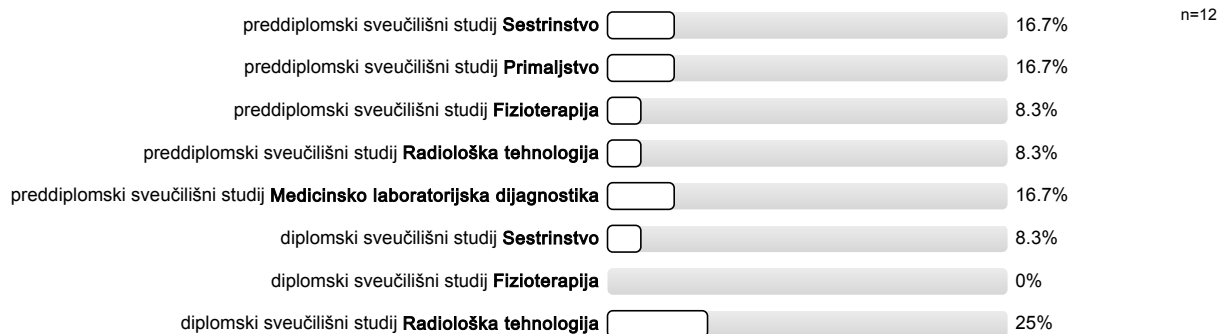 preddiplomski sveučilišni studij Sestrinstvo 16.7% n=12
preddiplomski sveučilišni studij Primaljstvo 16.7%
preddiplomski sveučilišni studij Fizioterapija 8.3%
preddiplomski sveučilišni studij Radiološka tehnologija 8.3%
preddiplomski sveučilišni studij Medicinsko laboratorijska dijagnostika 16.7%
diplomski sveučilišni studij Sestrinstvo 8.3%
diplomski sveučilišni studij Fizioterapija 0%
diplomski sveučilišni studij Radiološka tehnologija 25%